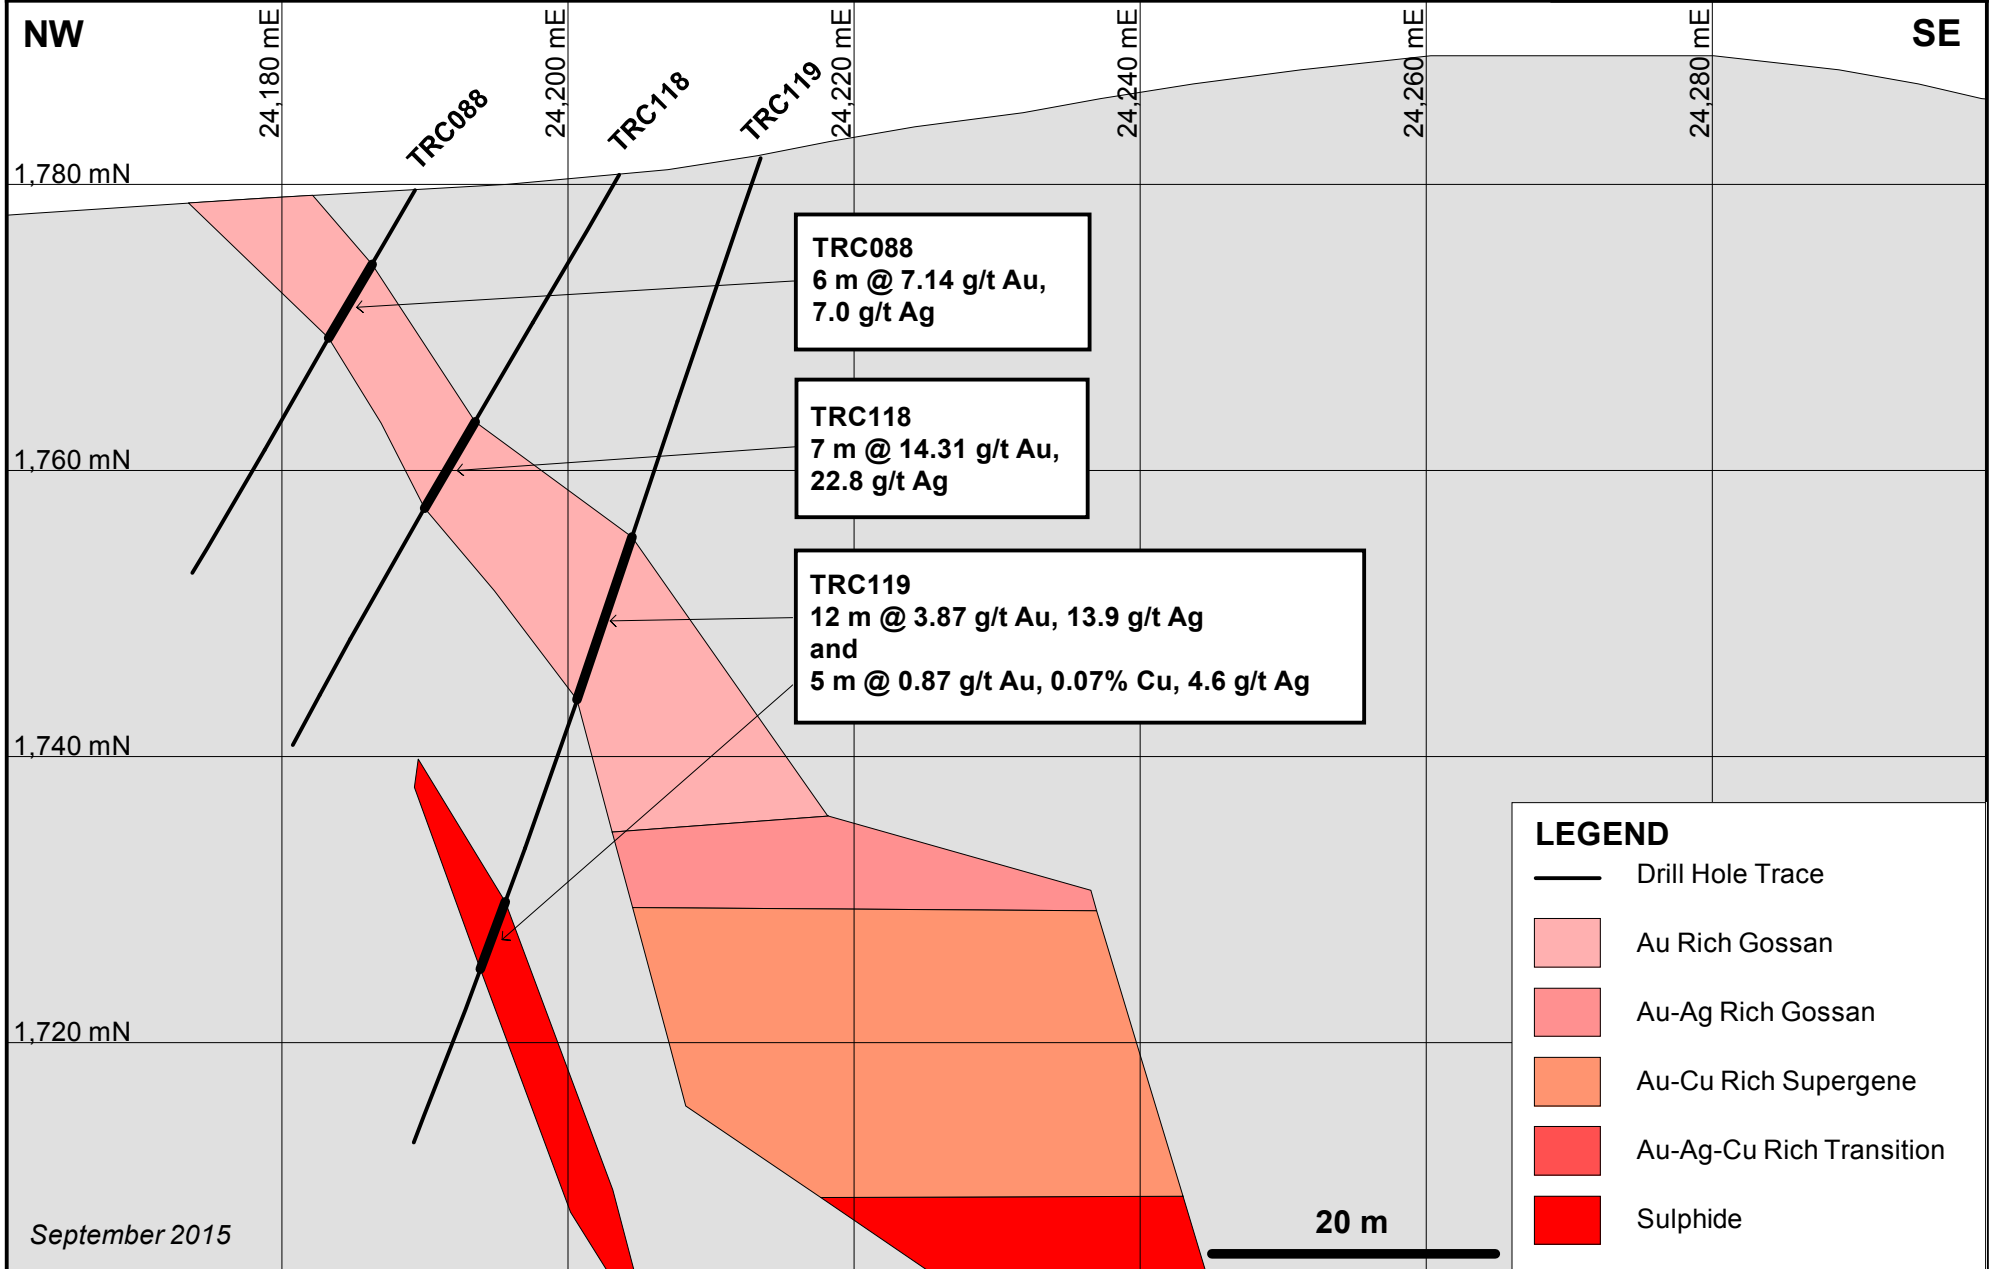 NW
SE
24,180 mE
24,200 mE
24,220 mE
24,240 mE
24,260 mE
24,280 mE
TRC088
TRC118
TRC119
1,780 mN
TRC088
6 m @ 7.14 g/t Au,
7.0 g/t Ag
TRC118
7 m @ 14.31 g/t Au,
22.8 g/t Ag
1,760 mN
TRC119
12 m @ 3.87 g/t Au, 13.9 g/t Ag
and
5 m @ 0.87 g/t Au, 0.07% Cu, 4.6 g/t Ag
1,740 mN
1,720 mN
LEGEND
Drill Hole Trace
Au Rich Gossan
Au-Ag Rich Gossan
Au-Cu Rich Supergene
Au-Ag-Cu Rich Transition
Sulphide
20 m
September 2015